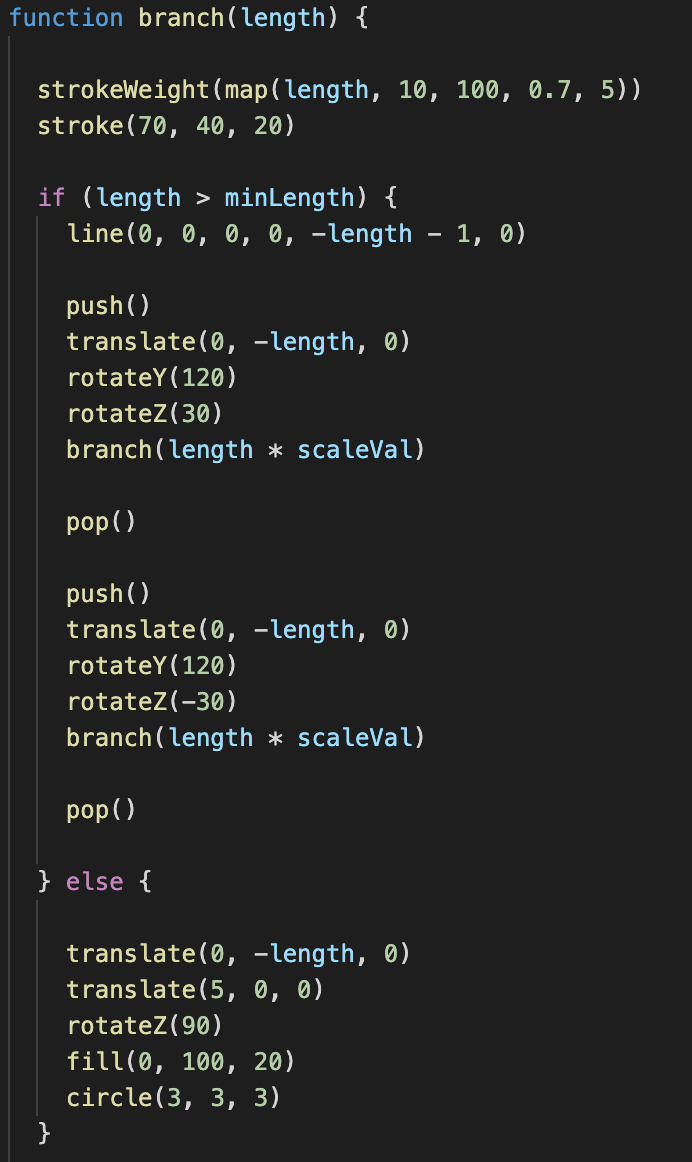 function branch(length) {
strokeWeight(map(length, 10, 100, 0.7, 5))
stroke(70, 40, 20)
if (length > minLength) {
line(0, 0, 0, 0, -length - 1, 0)
push()
translate(0, -length, 0)
rotateY(120)
rotateZ(30)
branch(length * scaleVal)
pop()
push()
translate(0, -length, 0)
rotateY(120)
rotateZ(-30)
branch(length * scaleVal)
pop()
} else {
translate(0, -length, 0)
translate(5, 0, 0)
rotateZ(90)
fill(0, 100, 20)
circle(3, 3, 3)
}